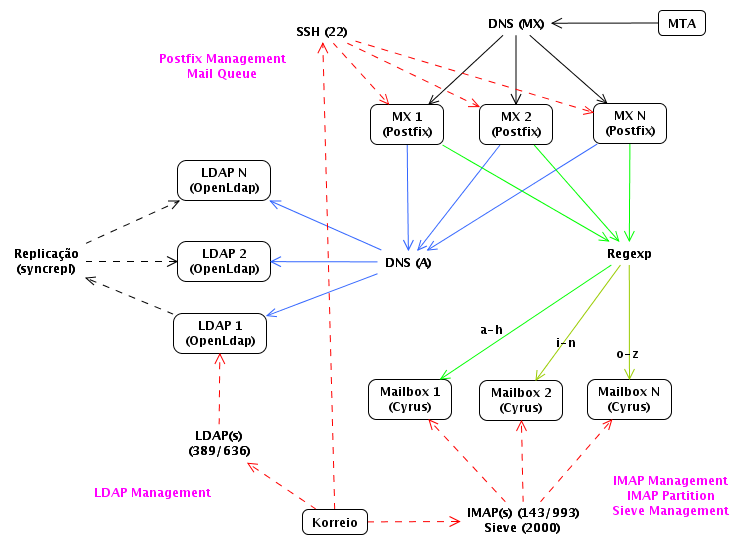 DNS (MX)
MTA
SSH (22)
Postfix Management
Mail Queue
MX 1
(Postfix)
MX 2
(Postfix)
MX N
(Postfix)
LDAP N
(OpenLdap)
Replicação
(syncrepl)
LDAP 2
(OpenLdap)
DNS (A)
Regexp
LDAP 1
(OpenLdap)
a-h
i-n
o-z
Mailbox 1
(Cyrus)
Mailbox 2
(Cyrus)
Mailbox N
(Cyrus)
LDAP(s)
(389/636)
LDAP Management
IMAP Management
IMAP Partition
Sieve Management
Korreio
IMAP(s) (143/993)
Sieve (2000)